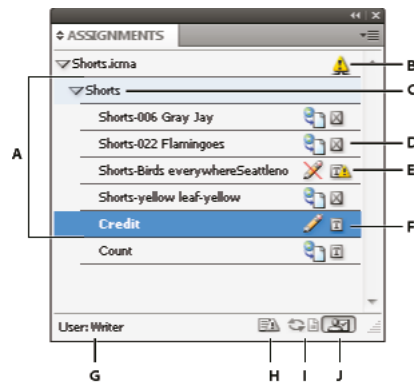 ASSIGNMENTS
Shorts.icma
B
Shorts
C
A
Shorts-006 Gray Jay
Shorts-022 Flamingoes
D
Shorts-Birds everywhereSeattleno
E
Shorts-yellow leaf-yellow
Credit
F
Count
User: Writer
G
H
I
J